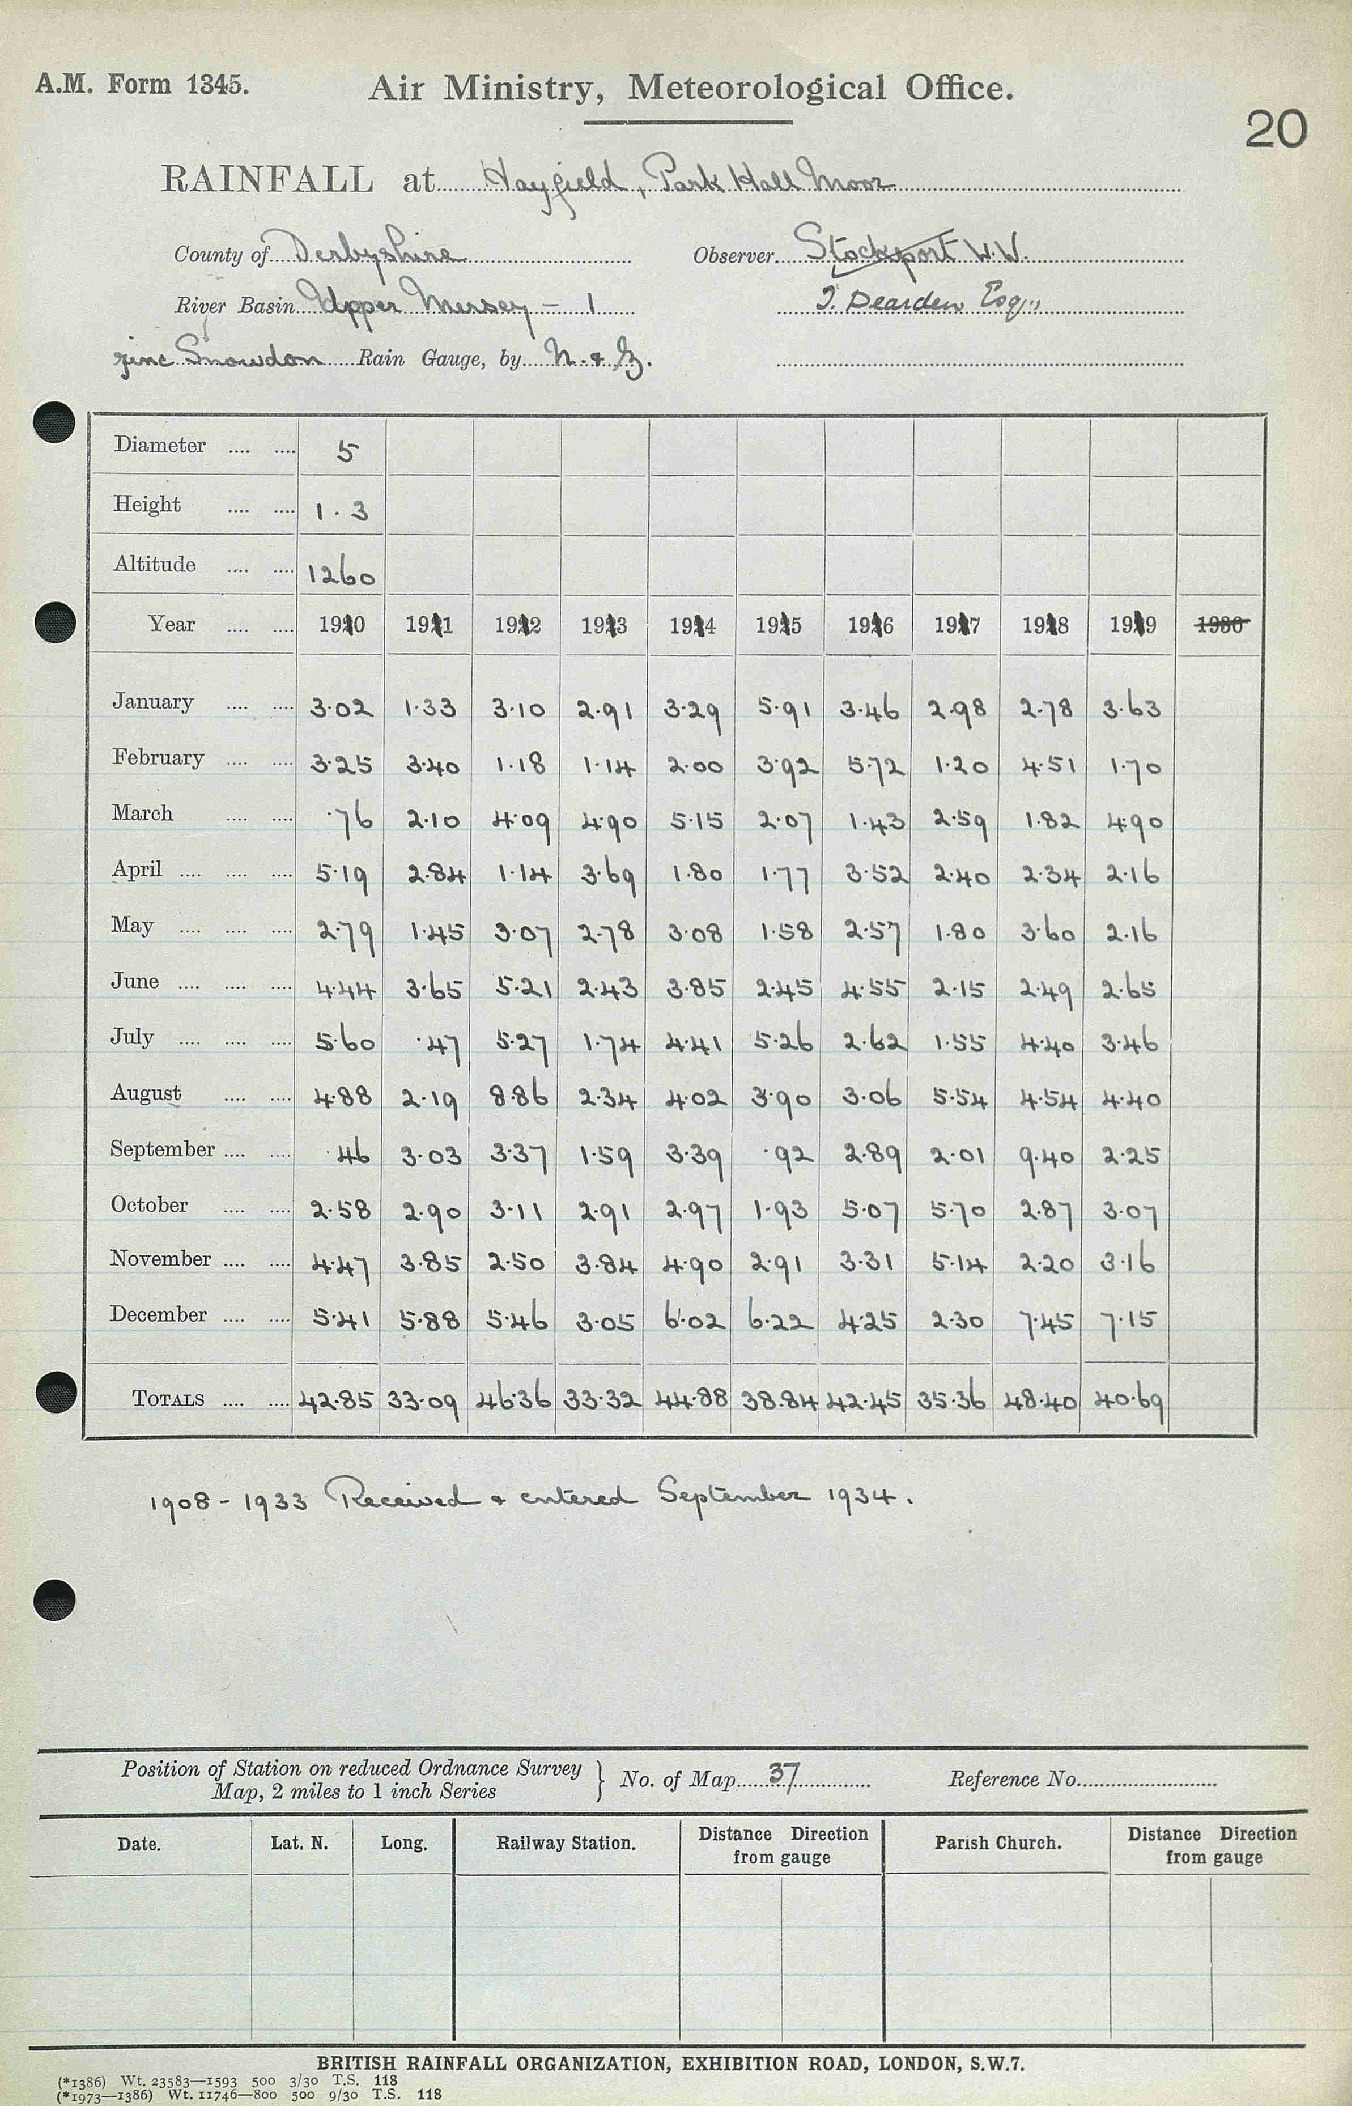 A.M. Form 1345.
Air Ministry, Meteorological Office.
20
RAINFALL at Hayfield, Park Hall Moor
County of Derbyshire Observer Stockport W.W.
River Basin Upper Mersey - 1 J. Dearden Esq.,
zinc Snowdon Rain Gauge, by N. & Z.
Diameter 5
Height 1.3
Altitude 1260
Year 1910 1911 1912 1913 1914 1915 1916 1917 1918 1919 1930
January 3.02 1.33 3.10 2.91 3.29 5.91 3.46 2.98 2.78 3.63
February 3.25 3.40 1.18 1.14 2.00 3.92 5.72 1.20 4.51 1.70
March .76 2.10 4.09 4.90 5.15 2.07 1.43 2.59 1.82 4.90
April 5.19 2.84 1.14 3.69 1.80 1.77 3.52 2.40 2.34 2.16
May 2.79 1.45 3.07 2.78 3.08 1.58 2.57 1.80 3.60 2.16
June 4.44 3.65 5.21 2.43 3.85 2.45 4.55 2.15 2.49 2.65
July 5.60 .47 5.27 1.74 4.41 5.26 2.62 1.55 4.40 3.46
August 4.88 2.19 8.86 2.34 4.02 3.90 3.06 5.54 4.54 4.40
September .46 3.03 3.37 1.59 3.39 .92 2.89 2.01 9.40 2.25
October 2.58 2.90 3.11 2.91 2.97 1.93 5.07 5.70 2.87 3.07
November 4.47 3.85 2.50 3.84 4.90 2.91 3.31 5.14 2.20 3.16
December 5.41 5.88 5.46 3.05 6.02 6.22 4.25 2.30 7.45 7.15
TOTALS 42.85 33.09 46.36 33.32 44.88 38.84 42.45 35.36 48.40 40.69
1908 - 1933 Received & entered September 1934.
Position of Station on reduced Ordnance Survey
Map, 2 miles to 1 inch Series } No. of Map 37 Reference No.
Date. Lat. N. Long. Railway Station. Distance Direction from gauge Parish Church. Distance Direction from gauge
BRITISH RAINFALL ORGANIZATION, EXHIBITION ROAD, LONDON, S.W.7.
(*1386) Wt. 23583—1593 500 3/30 T.S. 118
(*1973—1386) Wt. 11746—800 500 9/30 T.S. 118